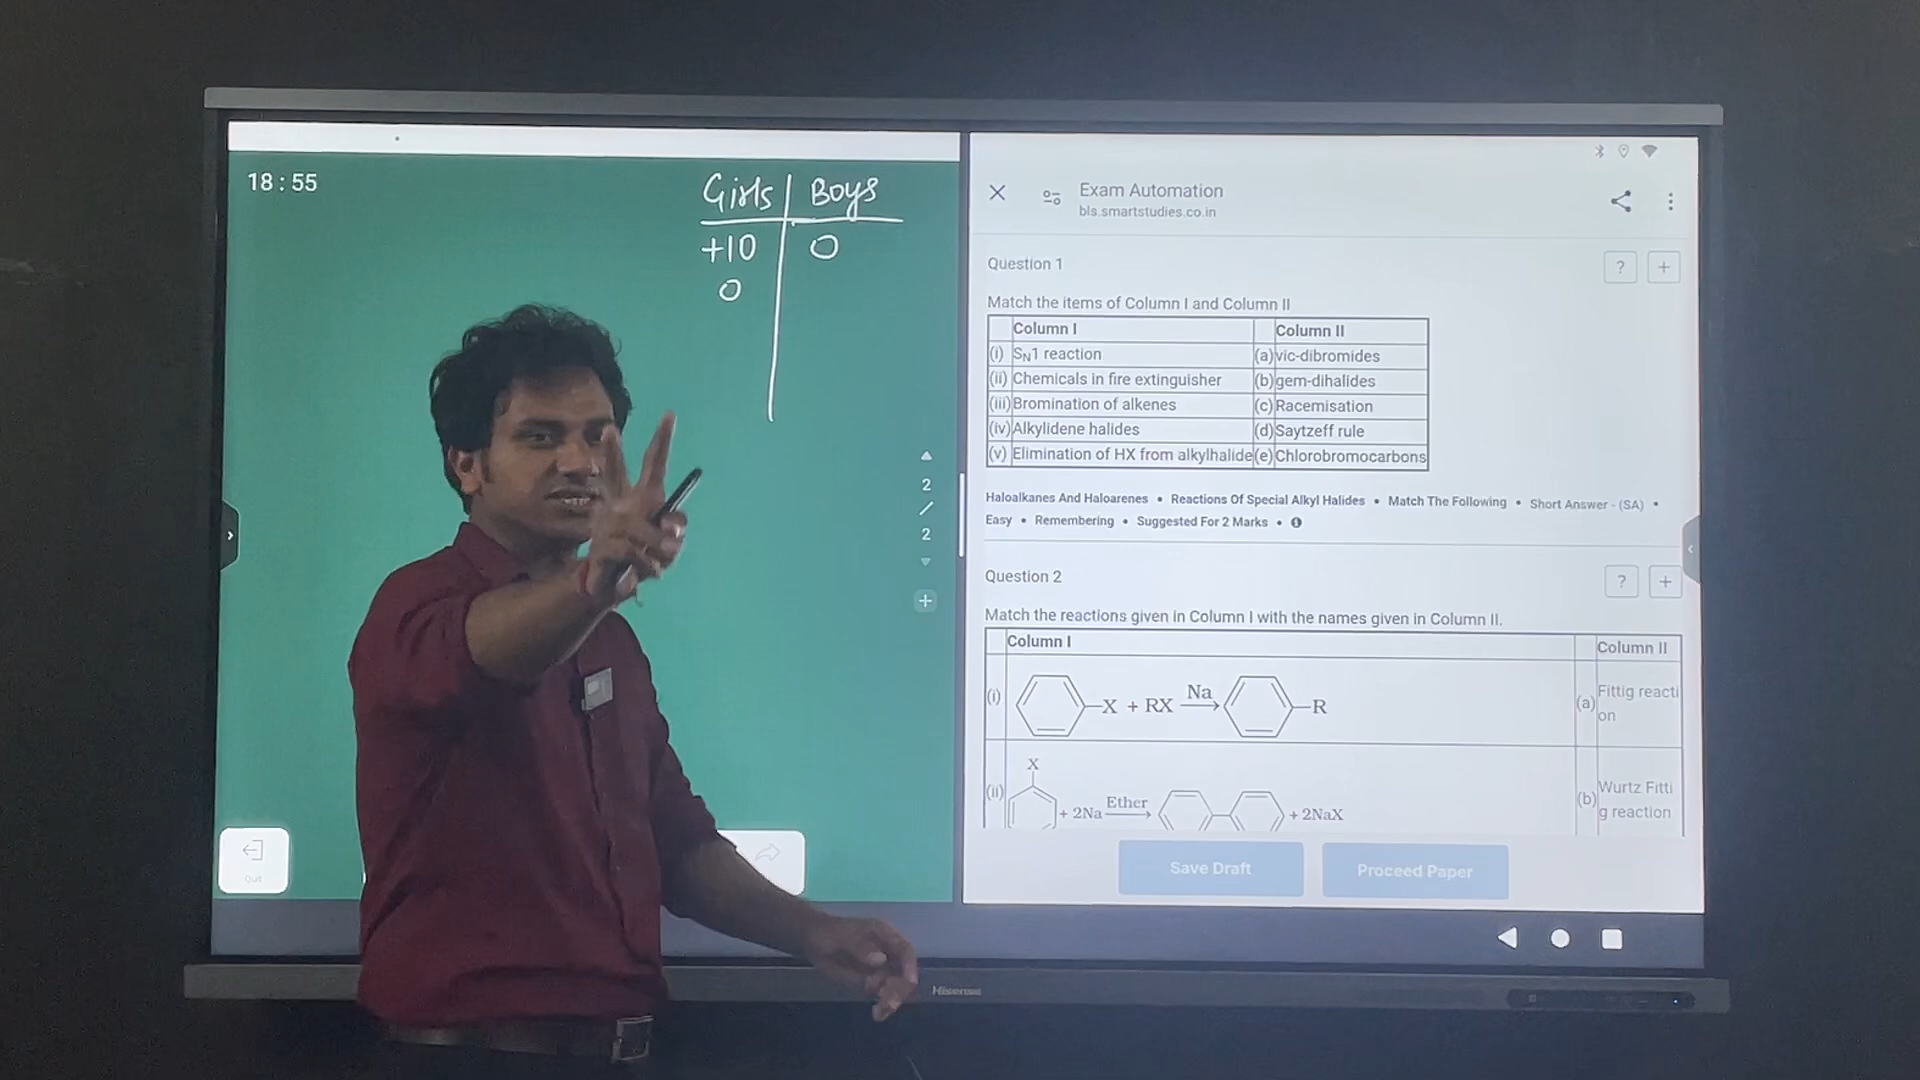 18:55
Girls | Boys
+10 0
0
2
/
2
+
Quit
Exam Automation
bls.smartstudies.co.in
Question 1
? +
Match the items of Column I and Column II
Column I Column II
(i) SN1 reaction (a) vic-dibromides
(ii) Chemicals in fire extinguisher (b) gem-dihalides
(iii) Bromination of alkenes (c) Racemisation
(iv) Alkylidene halides (d) Saytzeff rule
(v) Elimination of HX from alkylhalide (e) Chlorobromocarbons
Haloalkanes And Haloarenes • Reactions Of Special Alkyl Halides • Match The Following • Short Answer - (SA) •
Easy • Remembering • Suggested For 2 Marks •
Question 2
? +
Match the reactions given in Column I with the names given in Column II.
Column I Column II
(i) –X + RX Na → –R (a) Fittig reacti
on
(ii) X + 2Na Ether → + 2NaX (b) Wurtz Fitti
g reaction
Save Draft Proceed Paper
Hisense